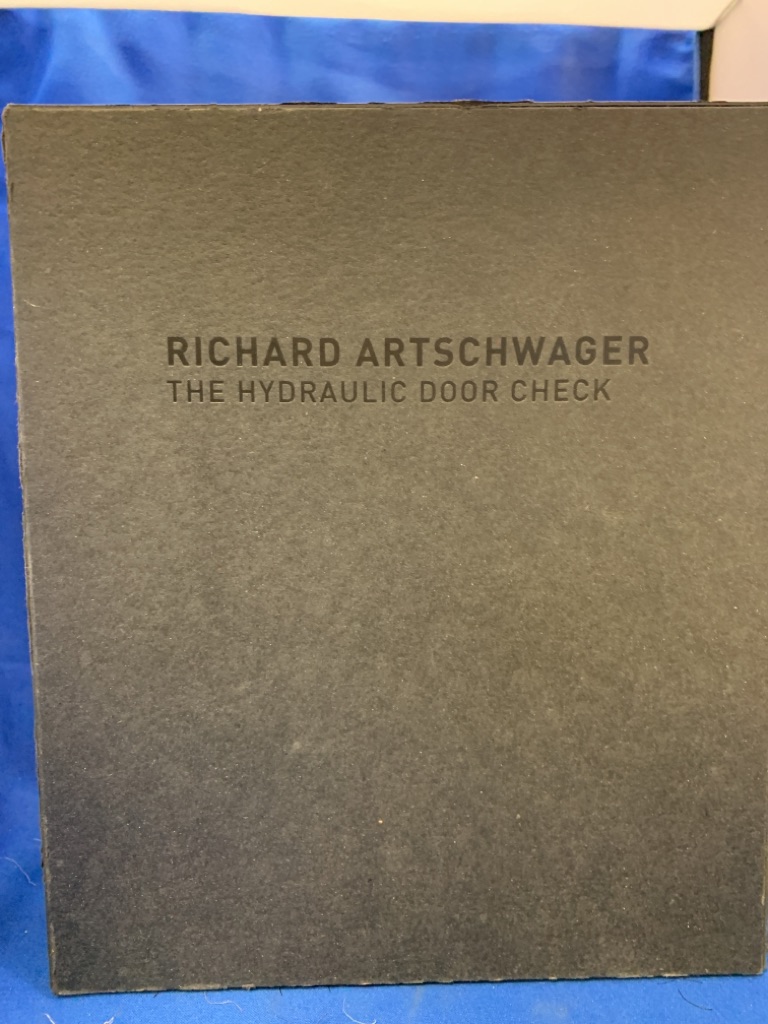 RICHARD ARTSCHWAGER
THE HYDRAULIC DOOR CHECK